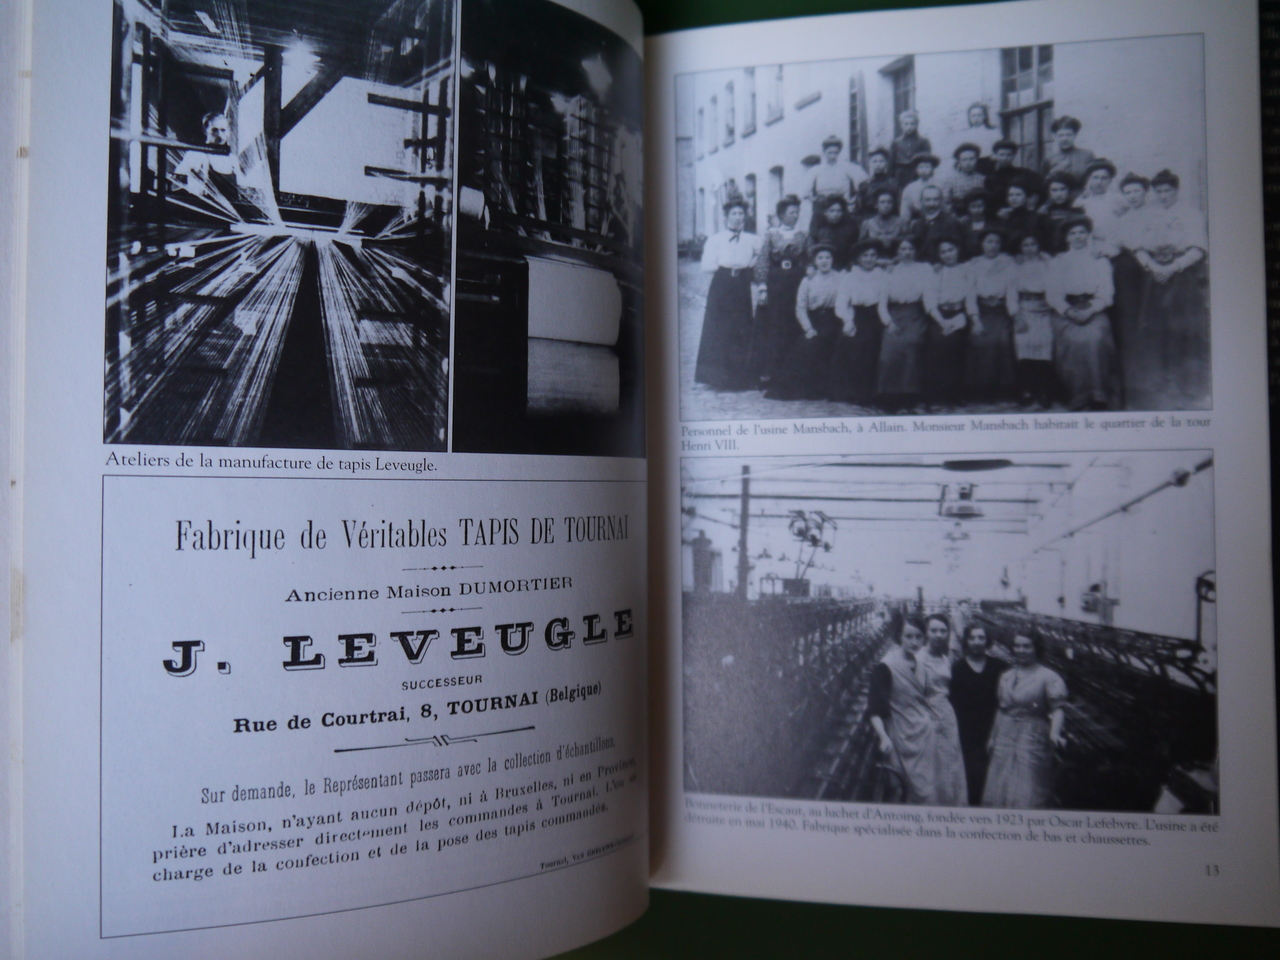 Ateliers de la manufacture de tapis Leveugle.
Fabrique de Véritables TAPIS DE TOURNAI
Ancienne Maison DUMORTIER
J. LEVEUGLE
SUCCESSEUR
Rue de Courtrai, 8, TOURNAI (Belgique)
Sur demande, le Représentant passera avec la collection d'échantillons.
La Maison, n'ayant aucun dépôt, ni à Bruxelles, ni en Province,
prière d'adresser directement les commandes à Tournai. L'on se
charge de la confection et de la pose des tapis commandés.
Tournai,
Personnel de l'usine Mansbach, à Allain. Monsieur Mansbach habitait le quartier de la tour
Henri VIII.
Bonneterie de l'Escaut, au luchet d'Antoing, fondée vers 1923 par Oscar Lefebvre. L'usine a été
détruite en mai 1940. Fabrique spécialisée dans la confection de bas et chaussettes.
13